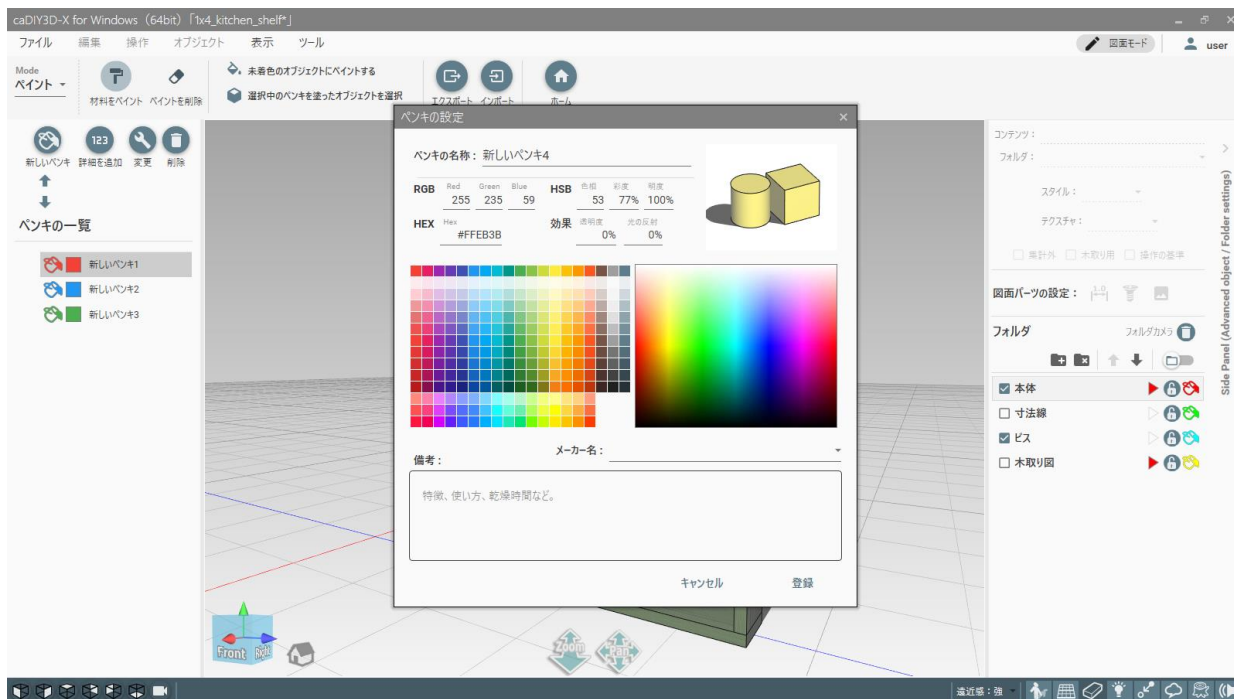 caDIY3D-X for Windows (64bit)「1x4_kitchen_shelf*」
ファイル 編集 操作 オブジェクト 表示 ツール
図面モード user
Mode
ペイント
材料をペイント ペイントを削除
未着色のオブジェクトにペイントする
選択中のペンキを塗ったオブジェクトを選択
エクスポート インポート ホーム
新しいペンキ 詳細を追加 変更 削除
123
ペンキの一覧
新しいペンキ1
新しいペンキ2
新しいペンキ3
ペンキの設定
ペンキの名称： 新しいペンキ4
RGB Red Green Blue HSB 色相 彩度 明度
255 235 59 53 77% 100%
HEX Hex 効果 透明度 光の反射
#FFEB3B 0% 0%
メーカー名：
備考：
特徴、使い方、乾燥時間など。
キャンセル 登録
コンテンツ：
フォルダ：
スタイル：
テクスチャ：
集計外 木取り用 操作の基準
図面パーツの設定： 1.0
フォルダ フォルダカメラ
本体
寸法線
ビス
木取り図
Side Panel (Advanced object / Folder settings)
Front Right
Zoom Pan
遠近感：強